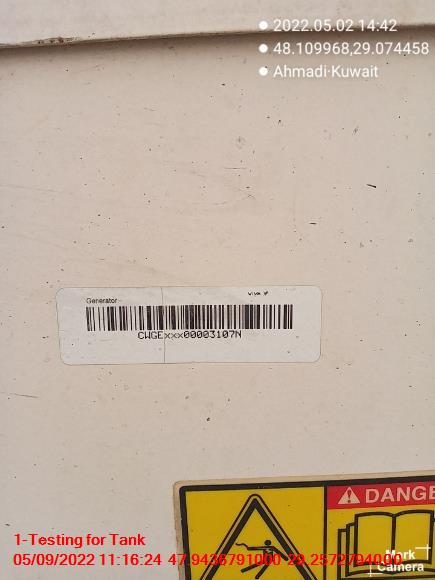 2022.05.02 14:42
48.109968,29.074458
Ahmadi·Kuwait
Generator
viva
CWGExxx00003107N
DANGE
1-Testing for Tank
Mark
Camera
05/09/2022 11:16:24 47.9436791000 29.2572794000